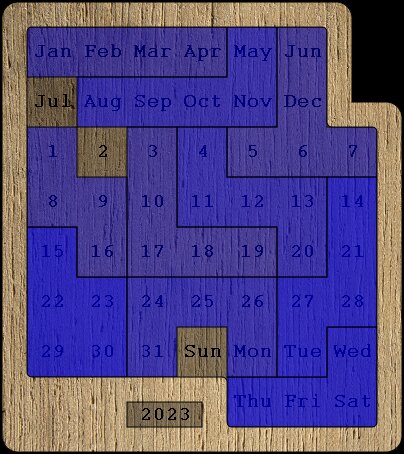 Jan Feb Mar Apr May Jun
Jul Aug Sep Oct Nov Dec
1 2 3 4 5 6 7
8 9 10 11 12 13 14
15 16 17 18 19 20 21
22 23 24 25 26 27 28
29 30 31 Sun Mon Tue Wed
Thu Fri Sat
2023